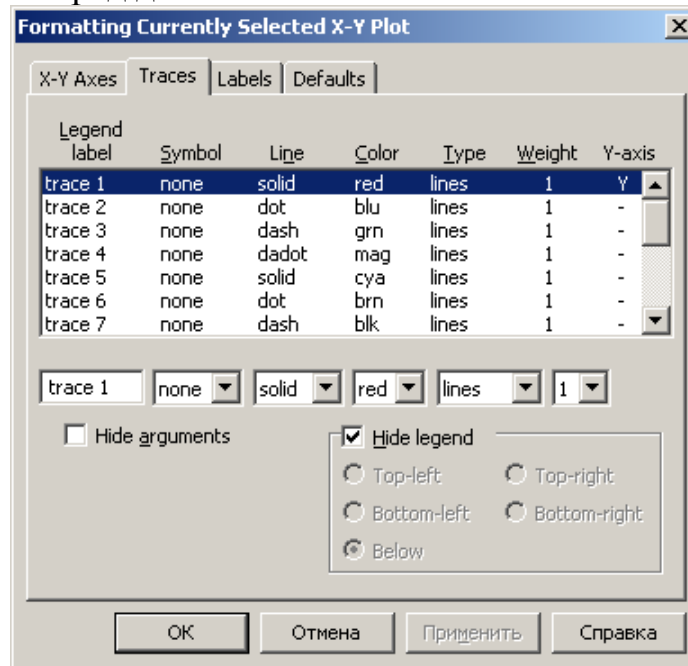 Formatting Currently Selected X-Y Plot
X-Y Axes Traces Labels Defaults
Legend label Symbol Line Color Type Weight Y-axis
trace 1 none solid red lines 1 Y
trace 2 none dot blu lines 1 -
trace 3 none dash grn lines 1 -
trace 4 none dadot mag lines 1 -
trace 5 none solid cya lines 1 -
trace 6 none dot brn lines 1 -
trace 7 none dash blk lines 1 -
trace 1 none solid red lines 1
Hide arguments
Hide legend
Top-left Top-right
Bottom-left Bottom-right
Below
ОК Отмена Применить Справка